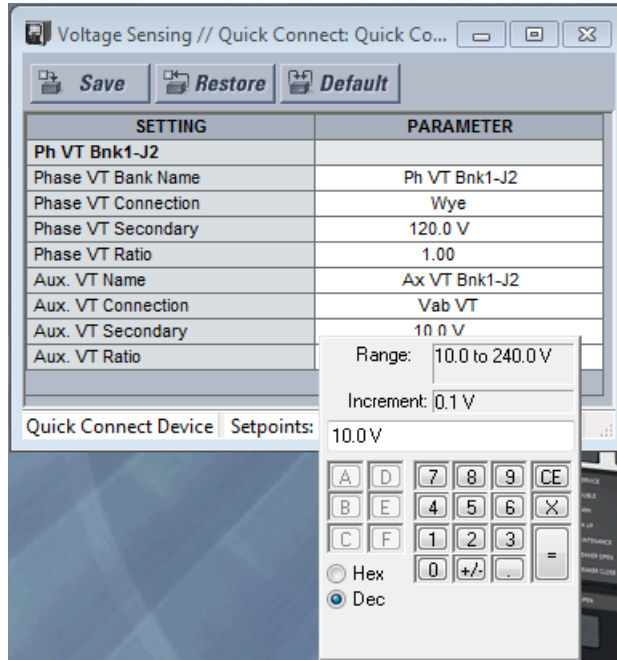 Voltage Sensing // Quick Connect: Quick Co...
Save Restore Default
SETTING PARAMETER
Ph VT Bnk1-J2
Phase VT Bank Name Ph VT Bnk1-J2
Phase VT Connection Wye
Phase VT Secondary 120.0 V
Phase VT Ratio 1.00
Aux. VT Name Ax VT Bnk1-J2
Aux. VT Connection Vab VT
Aux. VT Secondary 10.0 V
Aux. VT Ratio
Range: 10.0 to 240.0 V
Increment: 0.1 V
Quick Connect Device Setpoints:
10.0 V
A D 7 8 9 CE
B E 4 5 6 X
C F 1 2 3 =
0 +/- .
Hex
Dec